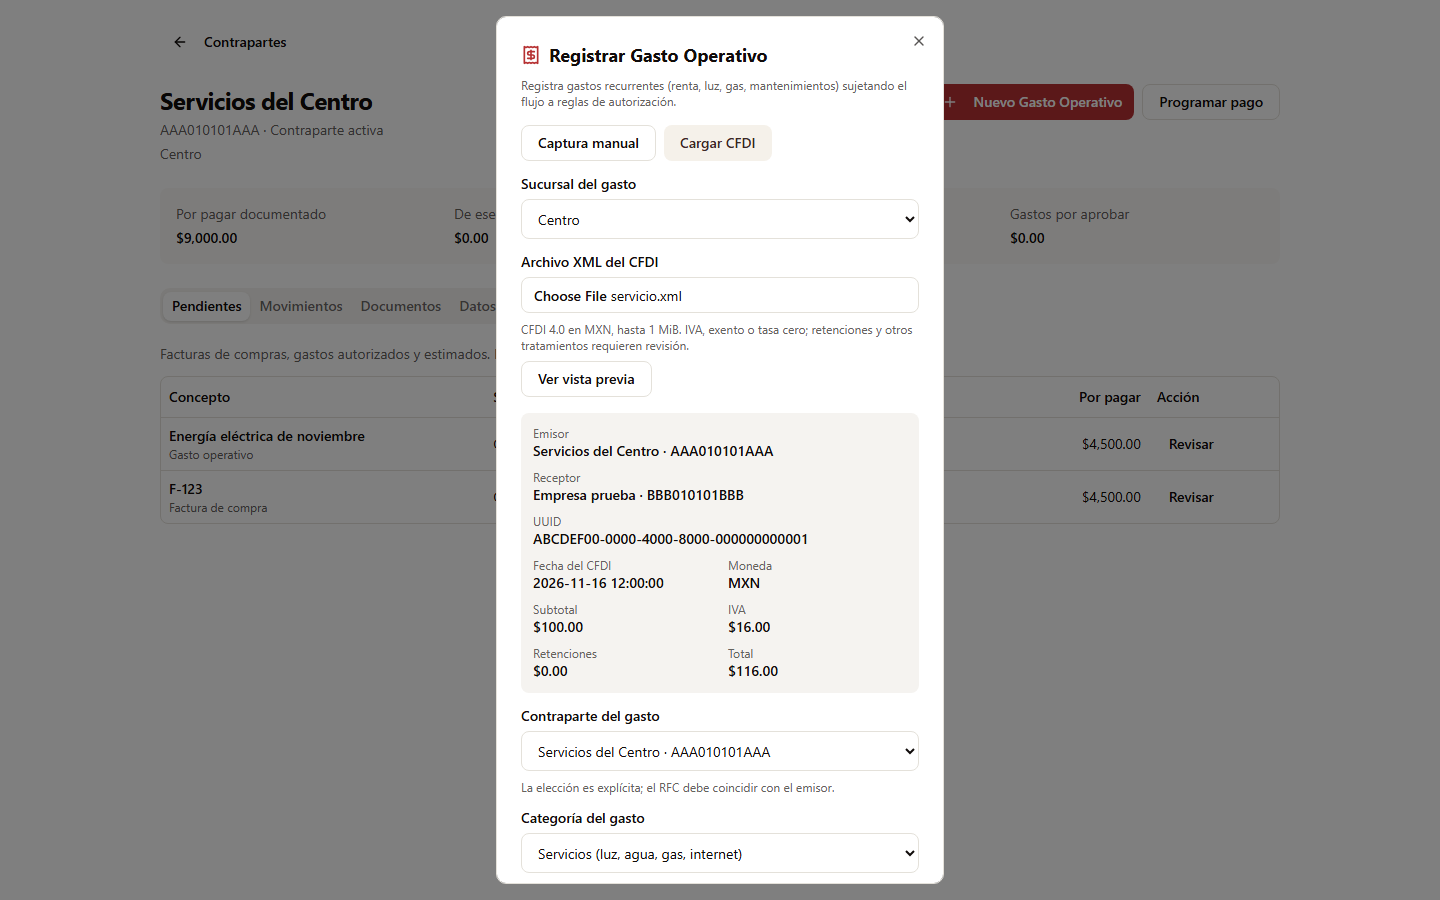 Contrapartes
Servicios del Centro
AAA010101AAA · Contraparte activa
Centro
Nuevo Gasto Operativo
Programar pago
Por pagar documentado
$9,000.00
De ese
$0.00
Gastos por aprobar
$0.00
Pendientes
Movimientos
Documentos
Datos
Facturas de compras, gastos autorizados y estimados.
Concepto
Por pagar
Acción
Energía eléctrica de noviembre
Gasto operativo
$4,500.00
Revisar
F-123
Factura de compra
$4,500.00
Revisar
Registrar Gasto Operativo
Registra gastos recurrentes (renta, luz, gas, mantenimientos) sujetando el
flujo a reglas de autorización.
Captura manual
Cargar CFDI
Sucursal del gasto
Centro
Archivo XML del CFDI
Choose File servicio.xml
CFDI 4.0 en MXN, hasta 1 MiB. IVA, exento o tasa cero; retenciones y otros
tratamientos requieren revisión.
Ver vista previa
Emisor
Servicios del Centro · AAA010101AAA
Receptor
Empresa prueba · BBB010101BBB
UUID
ABCDEF00-0000-4000-8000-000000000001
Fecha del CFDI
2026-11-16 12:00:00
Moneda
MXN
Subtotal
$100.00
IVA
$16.00
Retenciones
$0.00
Total
$116.00
Contraparte del gasto
Servicios del Centro · AAA010101AAA
La elección es explícita; el RFC debe coincidir con el emisor.
Categoría del gasto
Servicios (luz, agua, gas, internet)